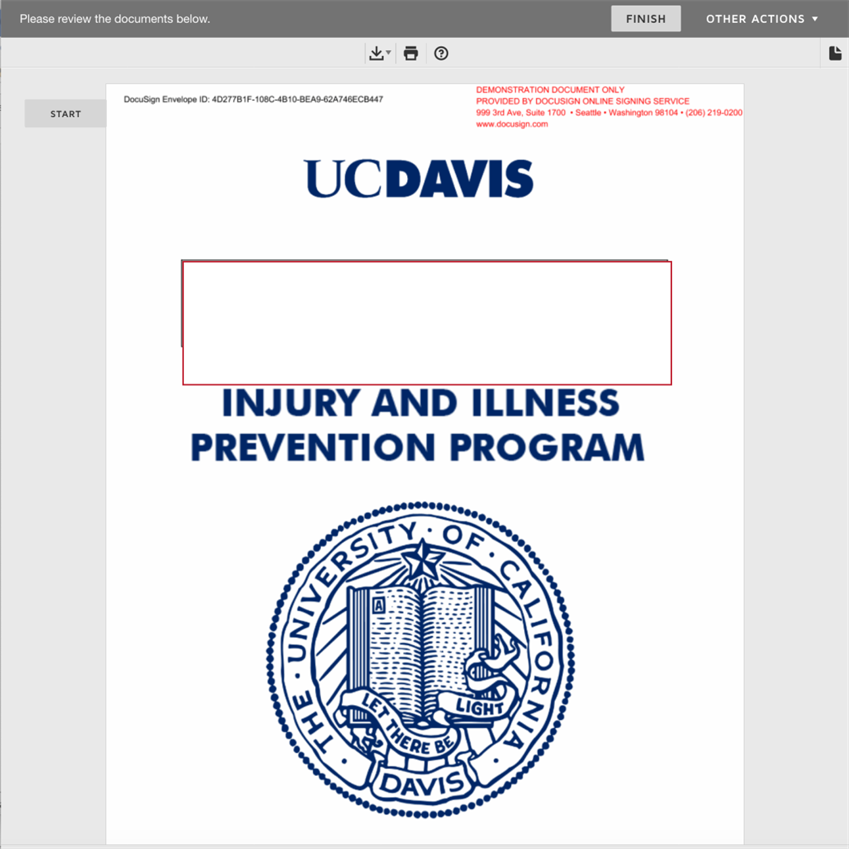 Please review the documents below.
FINISH
OTHER ACTIONS
START
DocuSign Envelope ID: 4D277B1F-108C-4B10-BEA9-62A746ECB447
DEMONSTRATION DOCUMENT ONLY
PROVIDED BY DOCUSIGN ONLINE SIGNING SERVICE
999 3rd Ave, Suite 1700 • Seattle • Washington 98104 • (206) 219-0200
www.docusign.com
UCDAVIS
INJURY AND ILLNESS
PREVENTION PROGRAM
· THE · UNIVERSITY · OF · CALIFORNIA ·
A
LET THERE BE
LIGHT
DAVIS